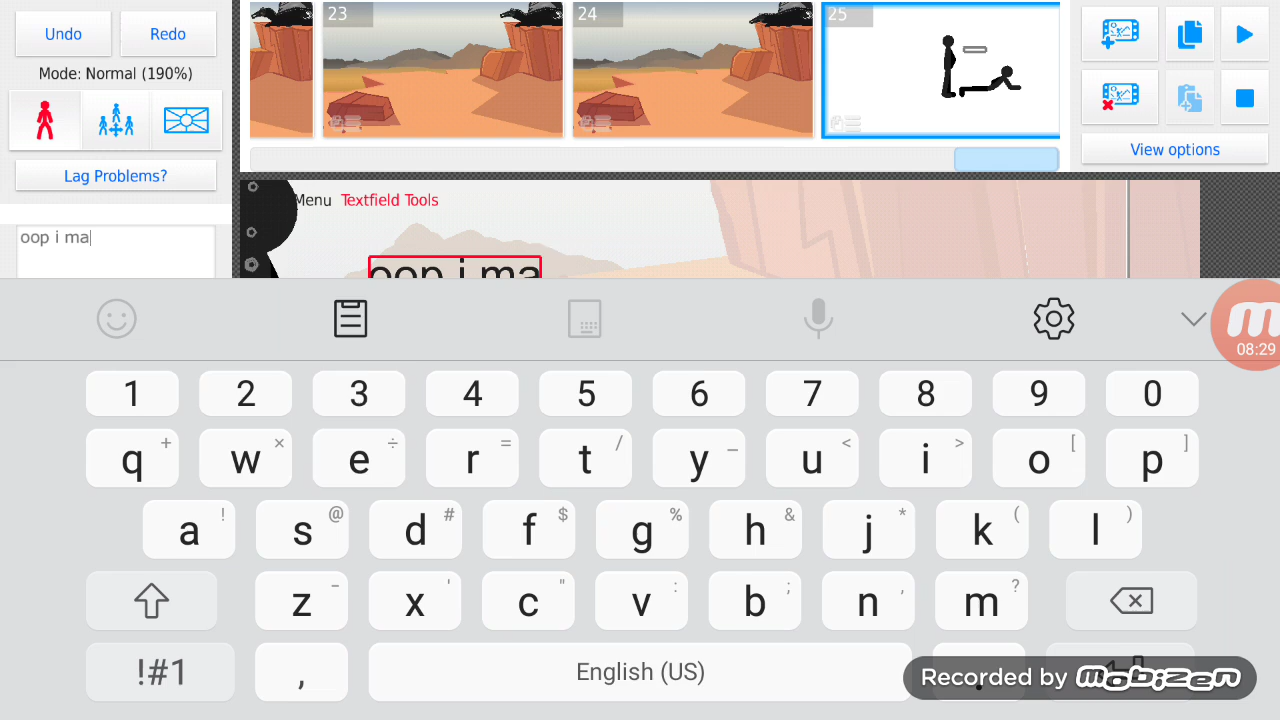 Undo
Redo
Mode: Normal (190%)
Lag Problems?
23
24
25
View options
oop i ma
Menu Textfield Tools
oop i ma
08:29
1 2 3 4 5 6 7 8 9 0
q + w × e ÷ r = t / y _ u < i > o [ p ]
a ! s @ d # f $ g % h & j * k ( l )
z - x ' c " v : b ; n , m ?
!#1 , English (US) .
Recorded by mobizen